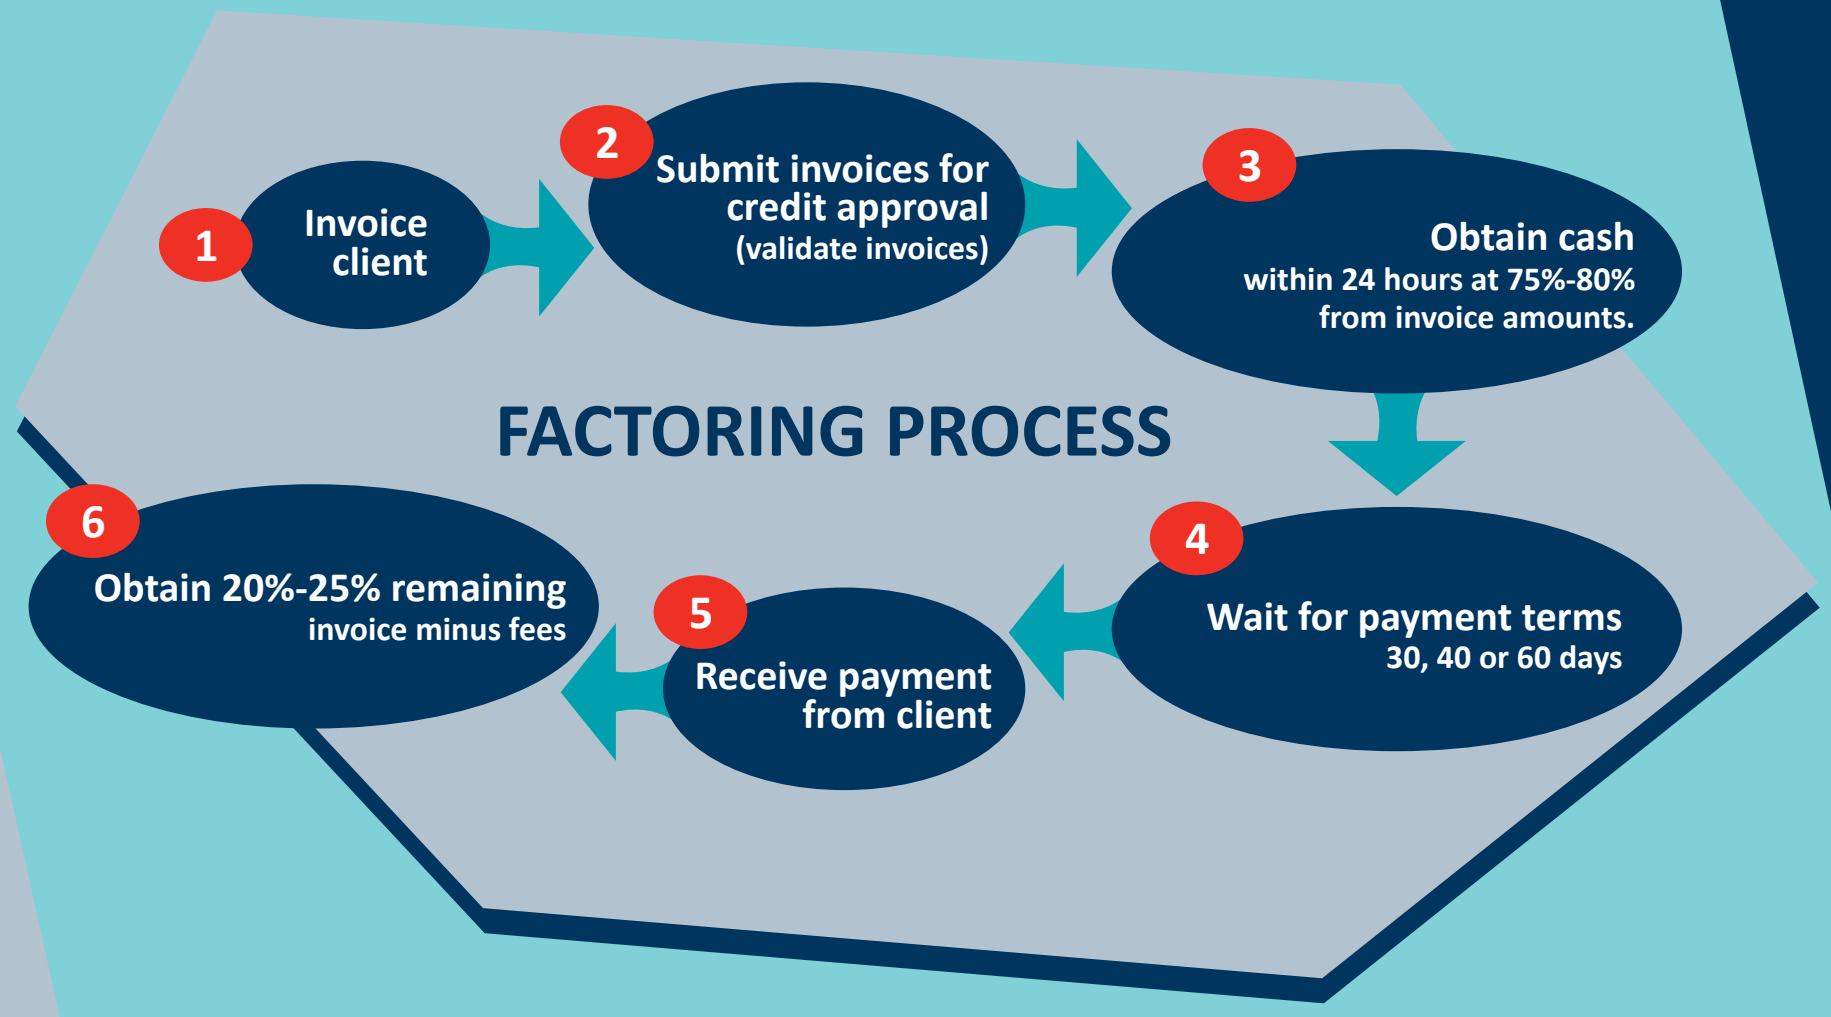 1
Invoice
client
2
Submit invoices for
credit approval
(validate invoices)
3
Obtain cash
within 24 hours at 75%-80%
from invoice amounts.
FACTORING PROCESS
4
Wait for payment terms
30, 40 or 60 days
5
Receive payment
from client
6
Obtain 20%-25% remaining
invoice minus fees